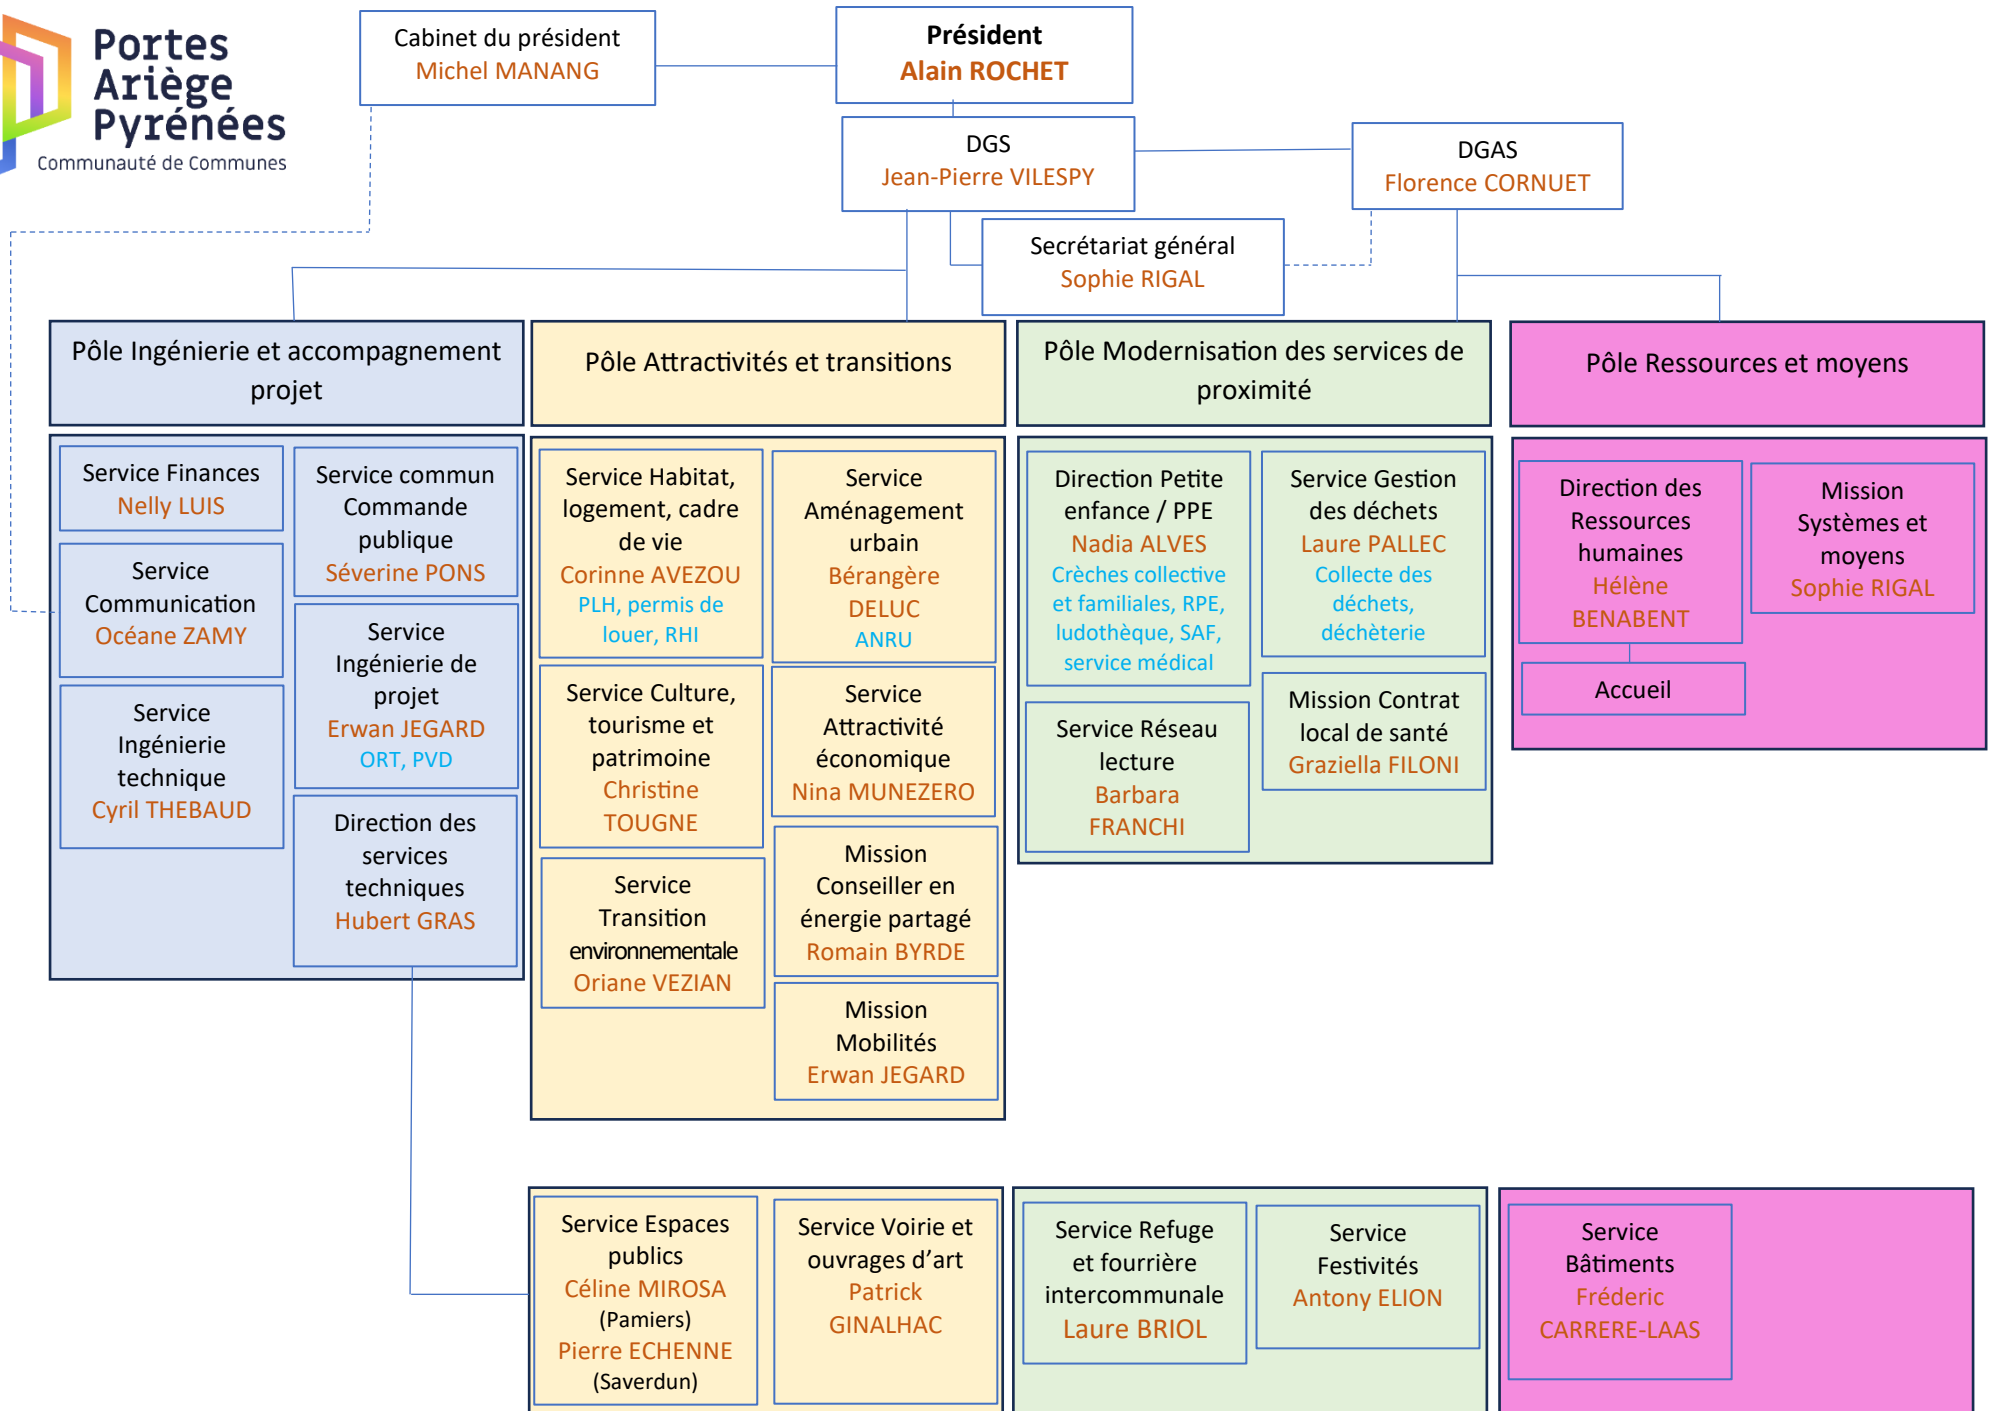 Portes
Ariège
Pyrénées
Communauté de Communes
Cabinet du président
Michel MANANG
Président
Alain ROCHET
DGS
Jean-Pierre VILESPY
DGAS
Florence CORNUET
Secrétariat général
Sophie RIGAL
Pôle Ingénierie et accompagnement
projet
Pôle Attractivités et transitions
Pôle Modernisation des services de
proximité
Pôle Ressources et moyens
Service Finances
Nelly LUIS
Service
Communication
Océane ZAMY
Service
Ingénierie
technique
Cyril THEBAUD
Service commun
Commande
publique
Séverine PONS
Service
Ingénierie de
projet
Erwan JEGARD
ORT, PVD
Direction des
services
techniques
Hubert GRAS
Service Habitat,
logement, cadre
de vie
Corinne AVEZOU
PLH, permis de
louer, RHI
Service Culture,
tourisme et
patrimoine
Christine
TOUGNE
Service
Transition
environnementale
Oriane VEZIAN
Service
Aménagement
urbain
Bérangère
DELUC
ANRU
Service
Attractivité
économique
Nina MUNEZERO
Mission
Conseiller en
énergie partagé
Romain BYRDE
Mission
Mobilités
Erwan JEGARD
Direction Petite
enfance / PPE
Nadia ALVES
Crèches collective
et familiales, RPE,
ludothèque, SAF,
service médical
Service Réseau
lecture
Barbara
FRANCHI
Service Gestion
des déchets
Laure PALLEC
Collecte des
déchets,
déchèterie
Mission Contrat
local de santé
Graziella FILONI
Direction des
Ressources
humaines
Hélène
BENABENT
Accueil
Mission
Systèmes et
moyens
Sophie RIGAL
Service Espaces
publics
Céline MIROSA
(Pamiers)
Pierre ECHENNE
(Saverdun)
Service Voirie et
ouvrages d’art
Patrick
GINALHAC
Service Refuge
et fourrière
intercommunale
Laure BRIOL
Service
Festivités
Antony ELION
Service
Bâtiments
Fréderic
CARRERE-LAAS